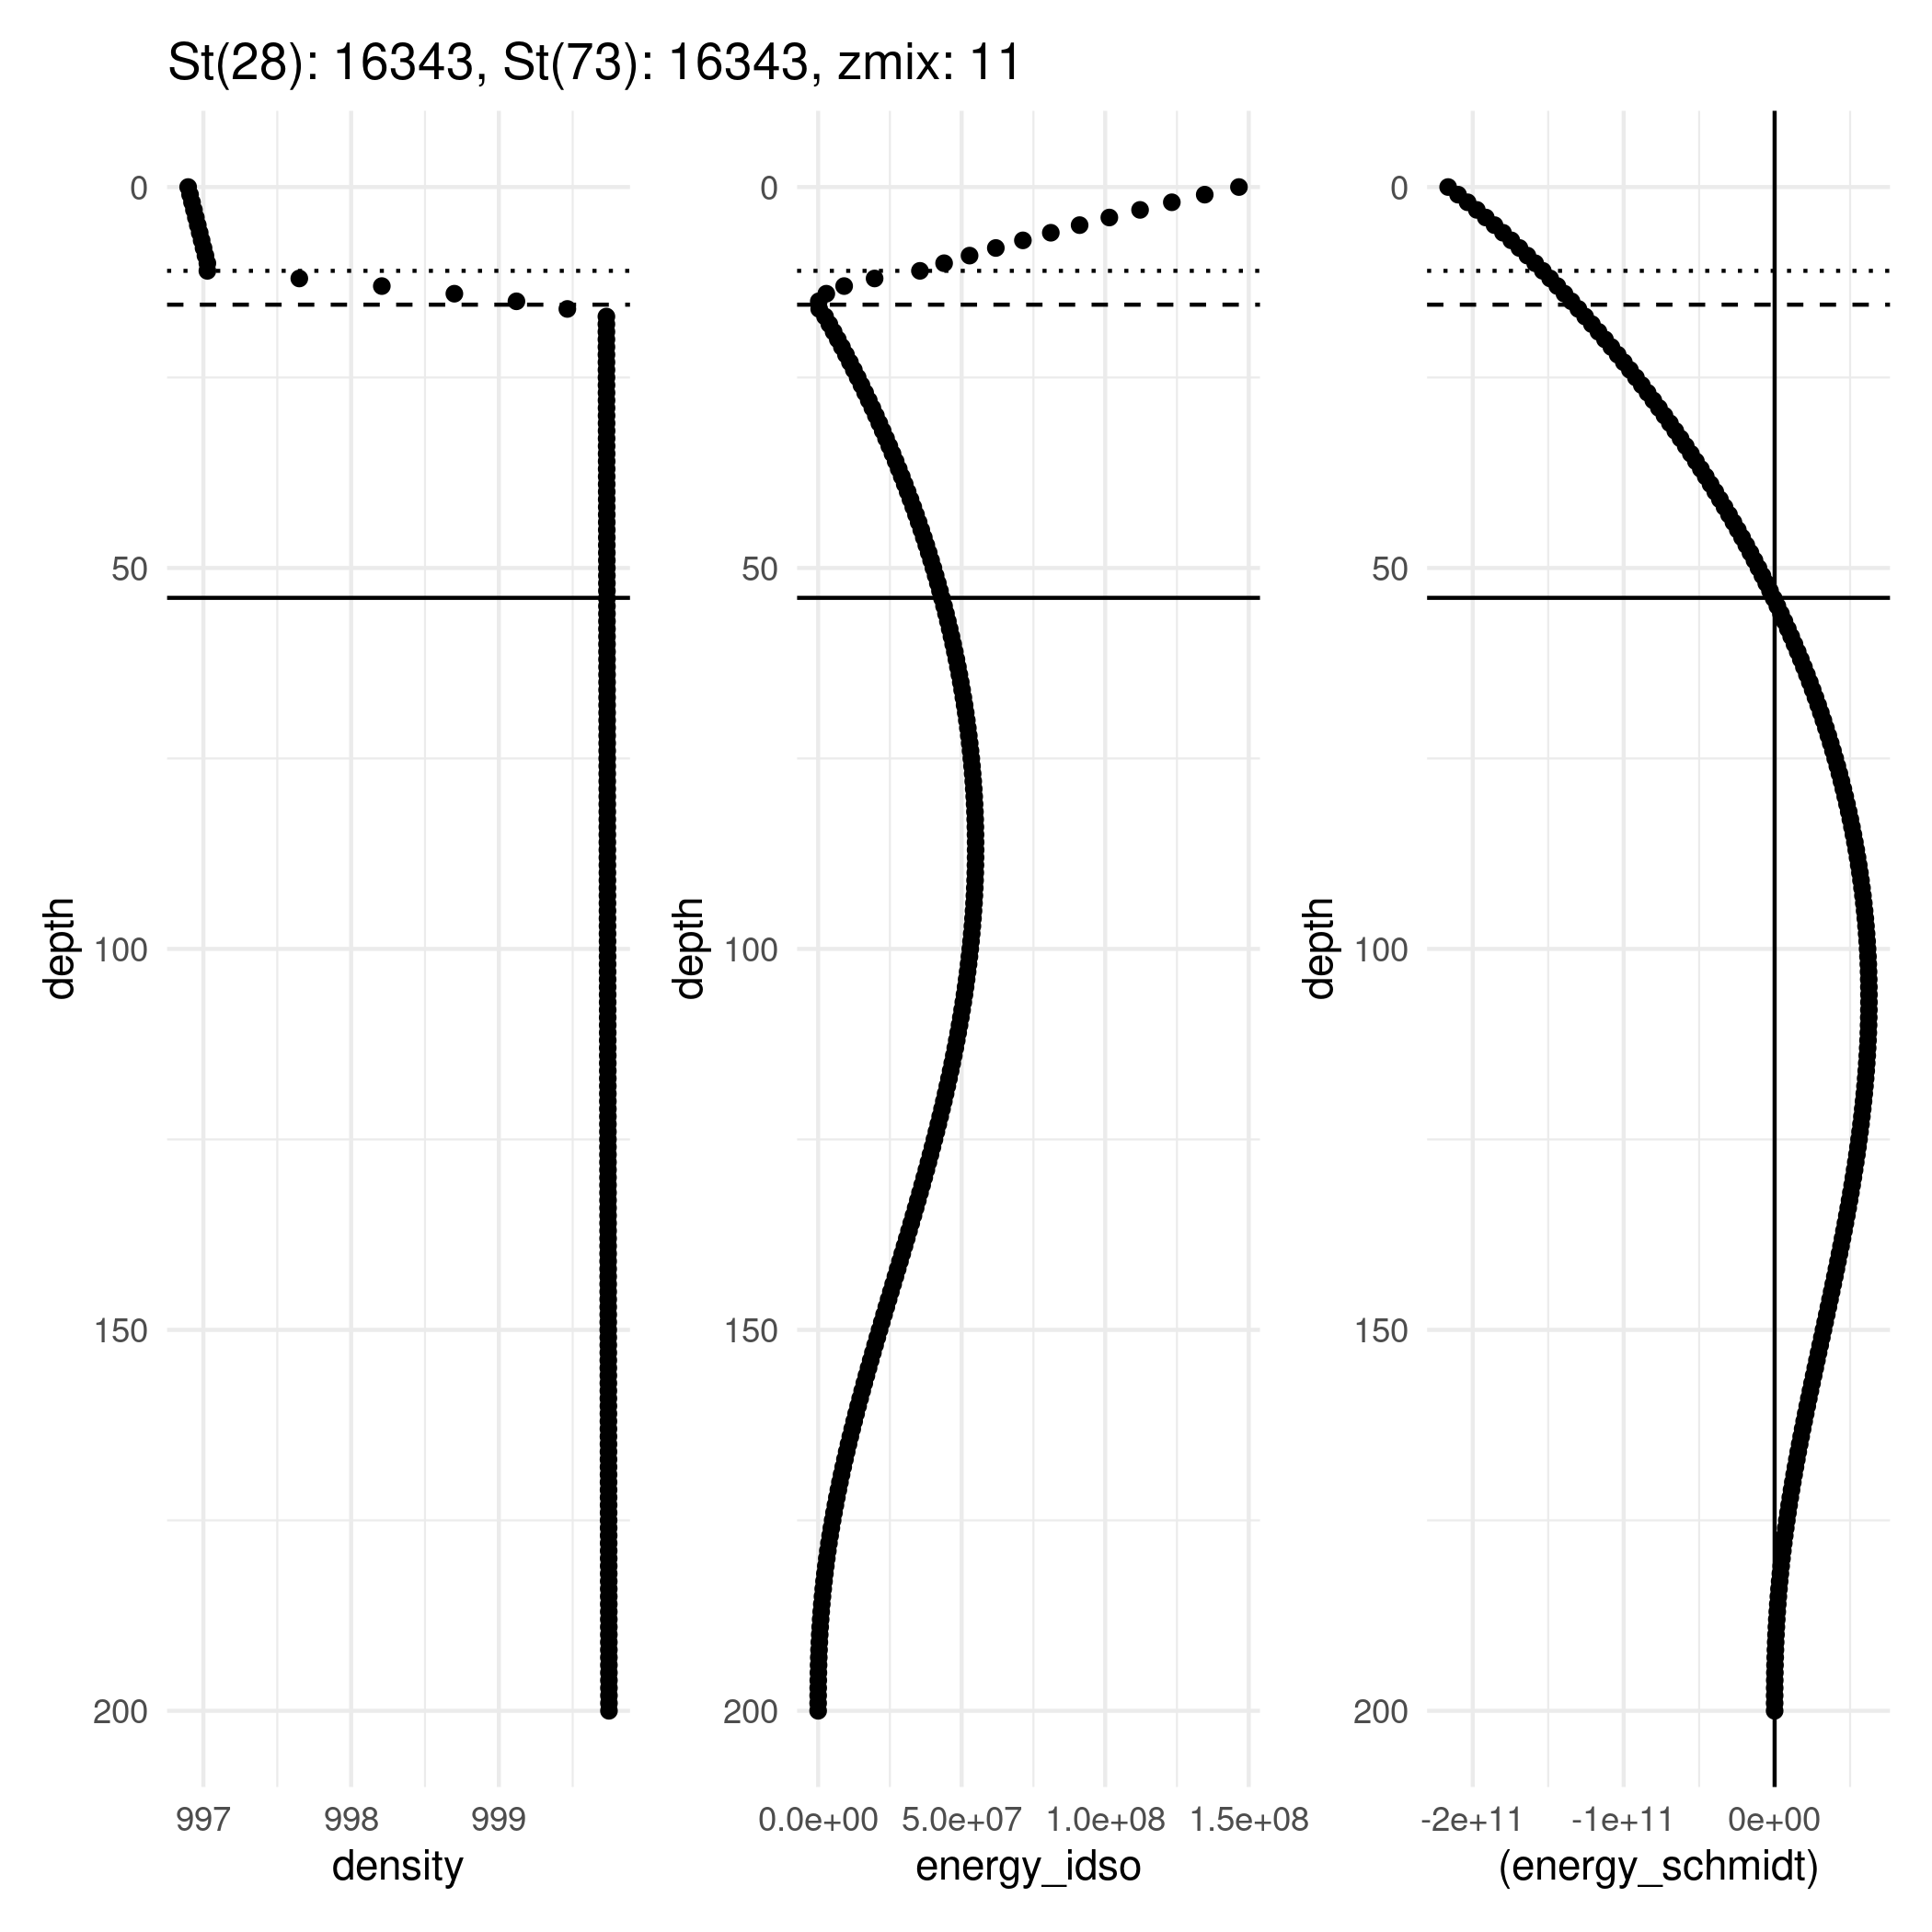 St(28): 16343, St(73): 16343, zmix: 11
0
50
100
150
200
depth
997
998
999
density
0
50
100
150
200
depth
0.0e+00
5.0e+07
1.0e+08
1.5e+08
energy_idso
0
50
100
150
200
depth
-2e+11
-1e+11
0e+00
(energy_schmidt)